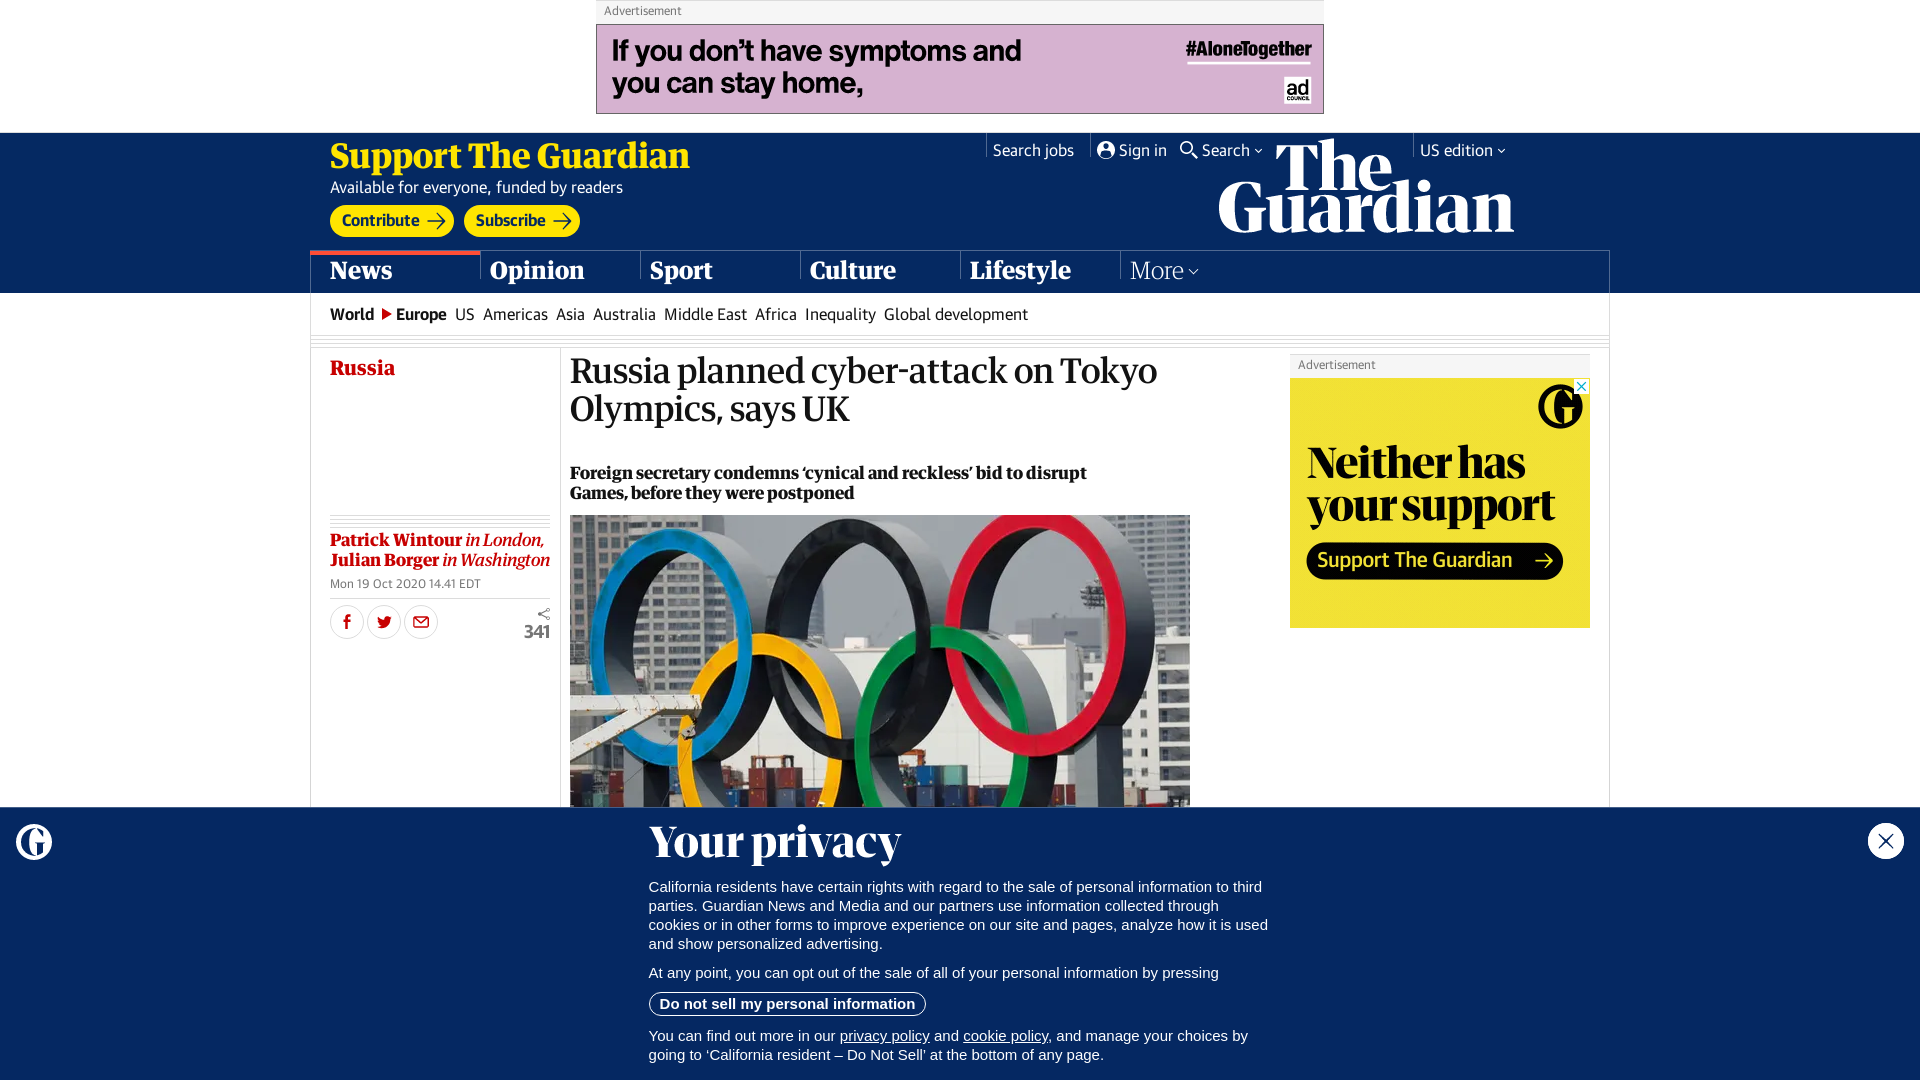 Advertisement
If you don't have symptoms and
you can stay home,
#AloneTogether
ad
COUNCIL
Support The Guardian
Available for everyone, funded by readers
Contribute
Subscribe
Search jobs
Sign in
Search
US edition
The
Guardian
News
Opinion
Sport
Culture
Lifestyle
More
World
Europe
US
Americas
Asia
Australia
Middle East
Africa
Inequality
Global development
Russia
Russia planned cyber-attack on Tokyo
Olympics, says UK
Foreign secretary condemns ‘cynical and reckless’ bid to disrupt
Games, before they were postponed
Patrick Wintour in London,
Julian Borger in Washington
Mon 19 Oct 2020 14.41 EDT
341
Advertisement
Neither has
your support
Support The Guardian
Your privacy
California residents have certain rights with regard to the sale of personal information to third
parties. Guardian News and Media and our partners use information collected through
cookies or in other forms to improve experience on our site and pages, analyze how it is used
and show personalized advertising.
At any point, you can opt out of the sale of all of your personal information by pressing
Do not sell my personal information
You can find out more in our privacy policy and cookie policy, and manage your choices by
going to ‘California resident – Do Not Sell’ at the bottom of any page.